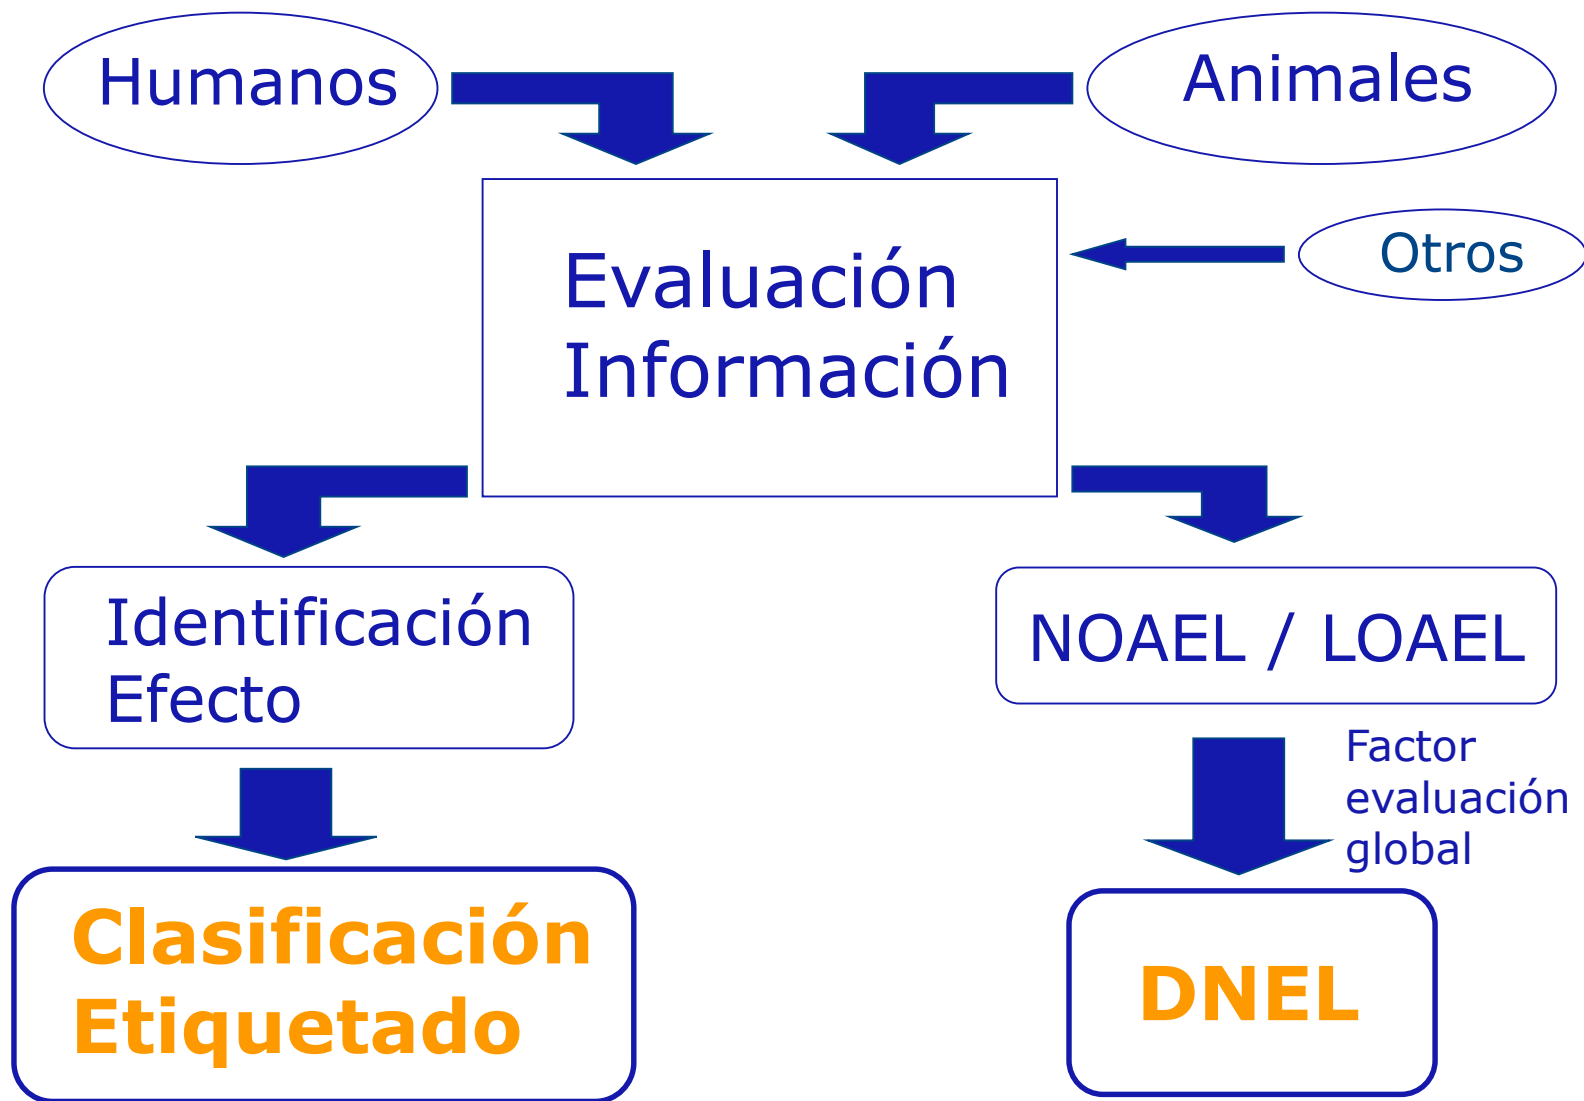 Humanos
Animales
Otros
Evaluación
Información
Identificación
Efecto
NOAEL / LOAEL
Factor
evaluación
global
Clasificación
Etiquetado
DNEL